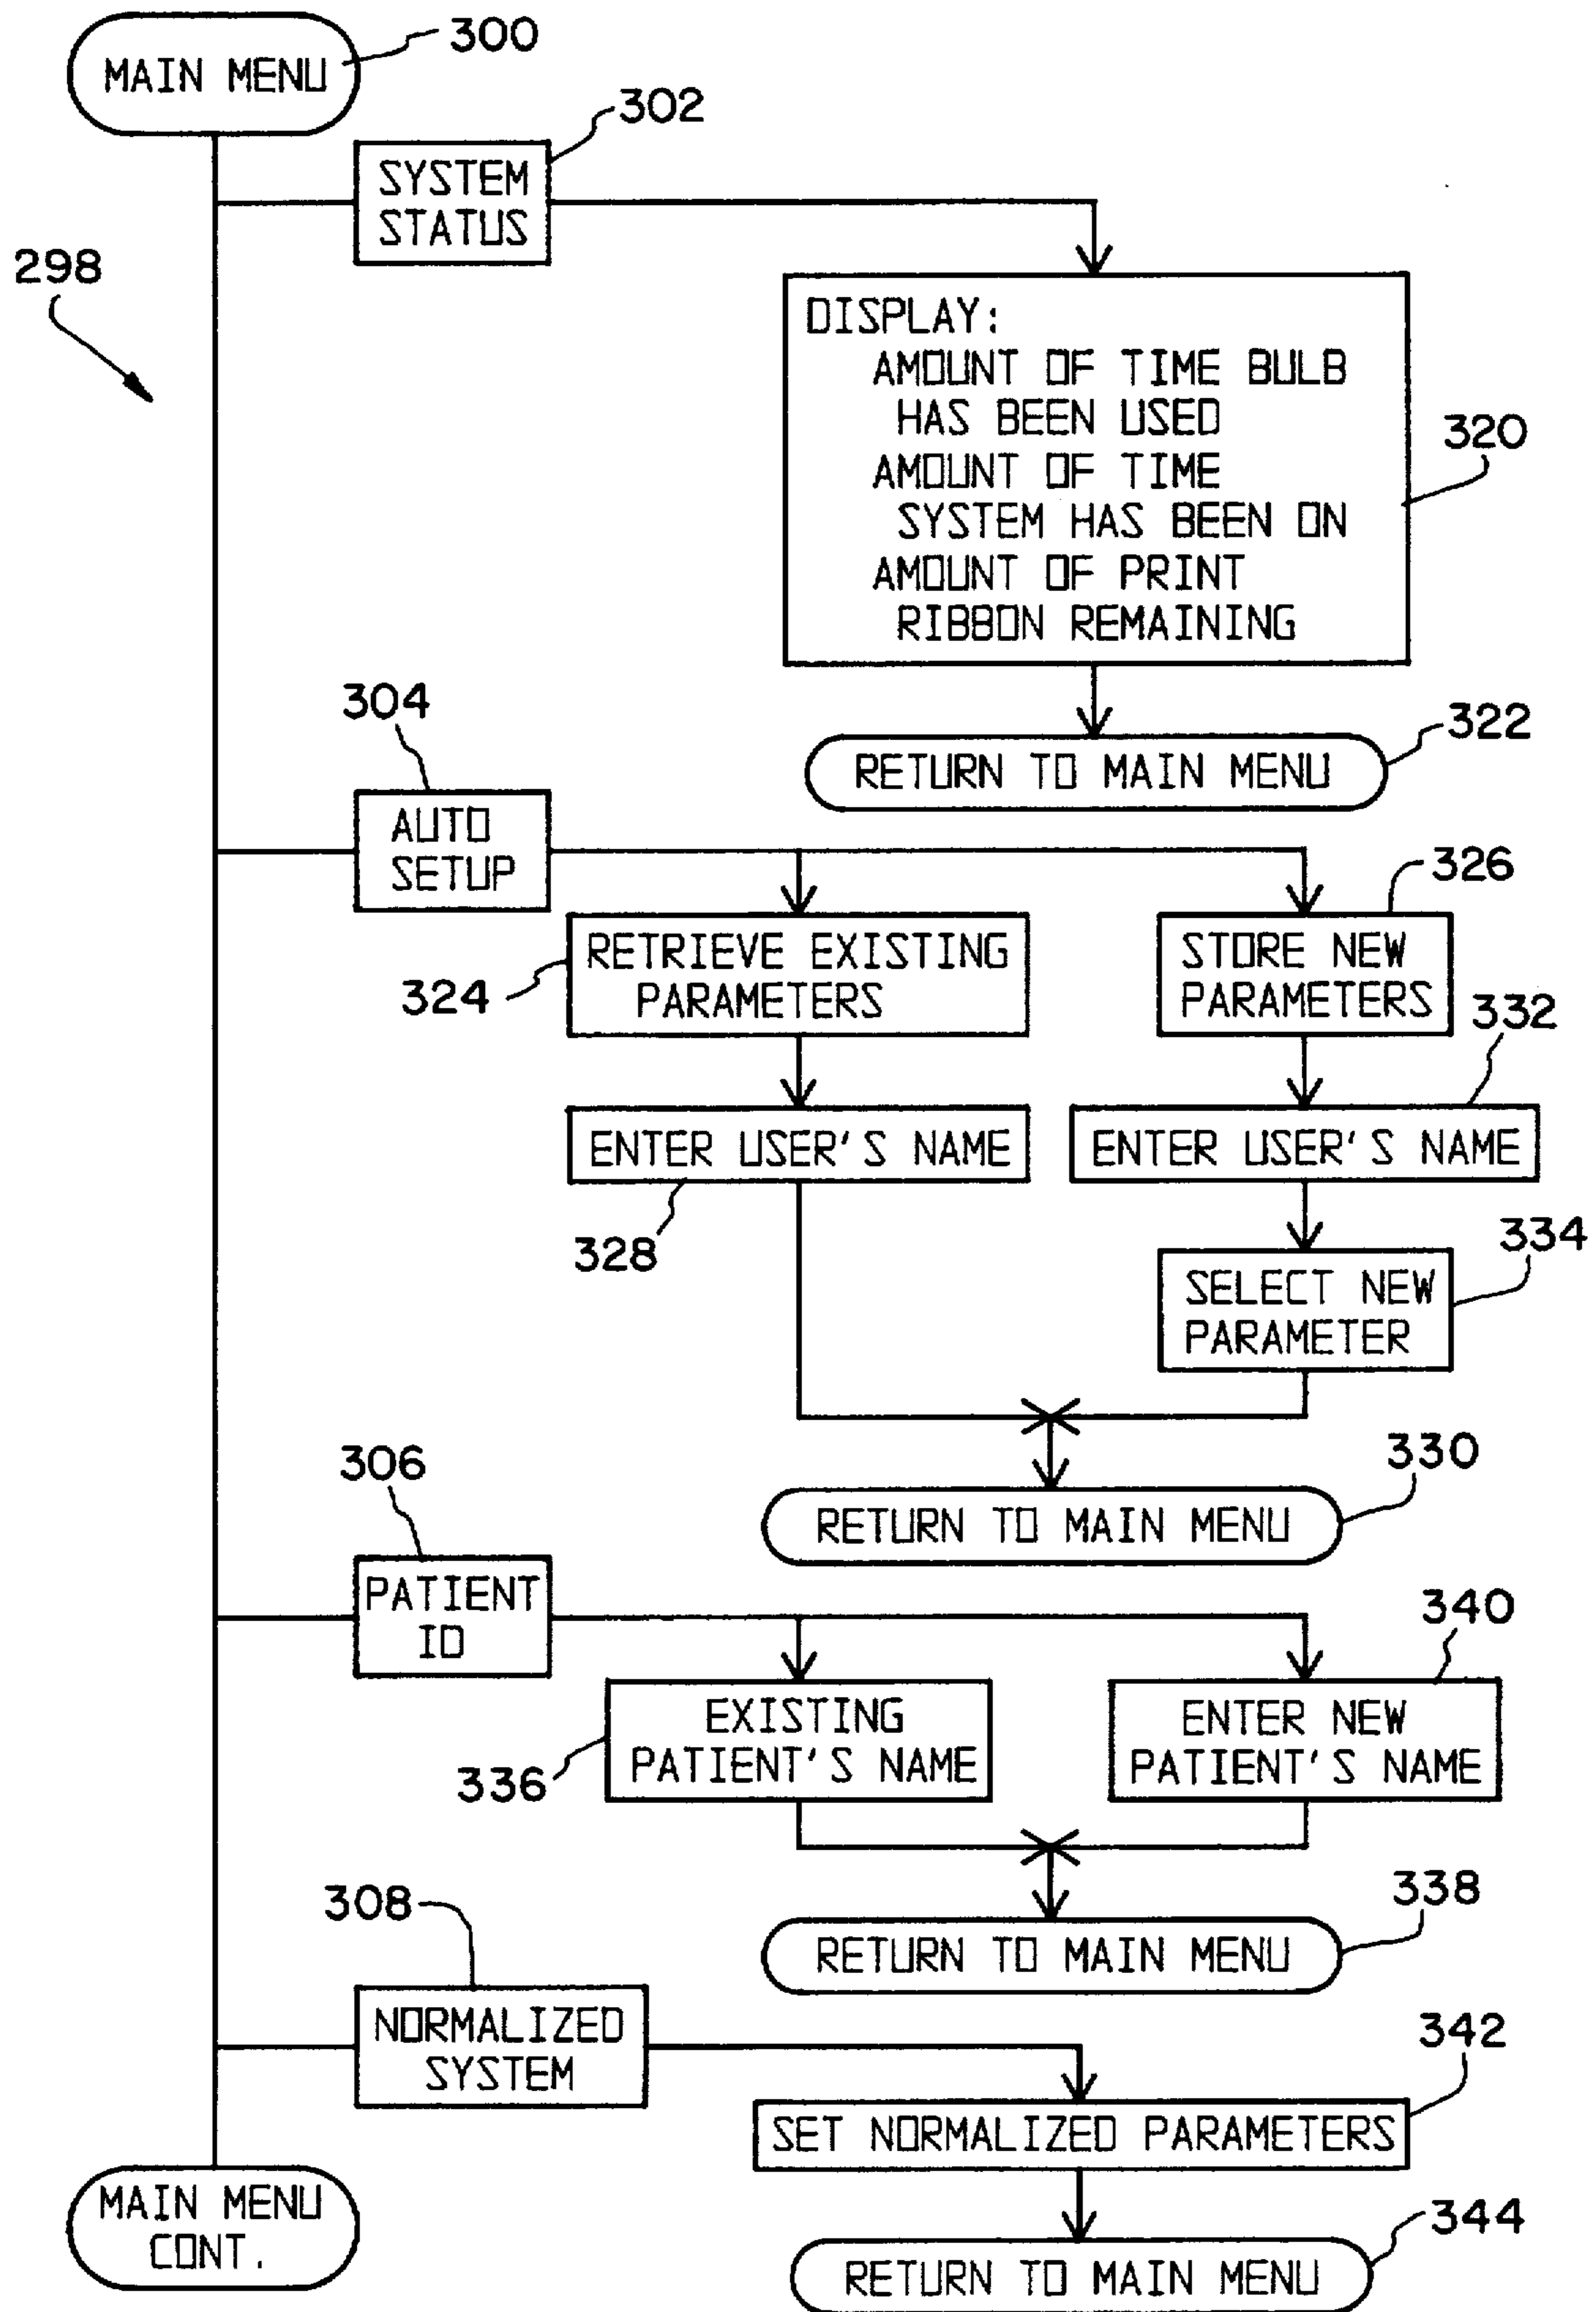 MAIN MENU
300
302
SYSTEM
STATUS
298
DISPLAY:
AMOUNT OF TIME BULB
HAS BEEN USED
AMOUNT OF TIME
SYSTEM HAS BEEN ON
AMOUNT OF PRINT
RIBBON REMAINING
320
322
RETURN TO MAIN MENU
304
AUTO
SETUP
326
RETRIEVE EXISTING
PARAMETERS
324
STORE NEW
PARAMETERS
332
ENTER USER'S NAME
328
ENTER USER'S NAME
334
SELECT NEW
PARAMETER
330
RETURN TO MAIN MENU
306
PATIENT
ID
340
EXISTING
PATIENT'S NAME
336
ENTER NEW
PATIENT'S NAME
338
RETURN TO MAIN MENU
308
NORMALIZED
SYSTEM
342
SET NORMALIZED PARAMETERS
344
RETURN TO MAIN MENU
MAIN MENU
CONT.